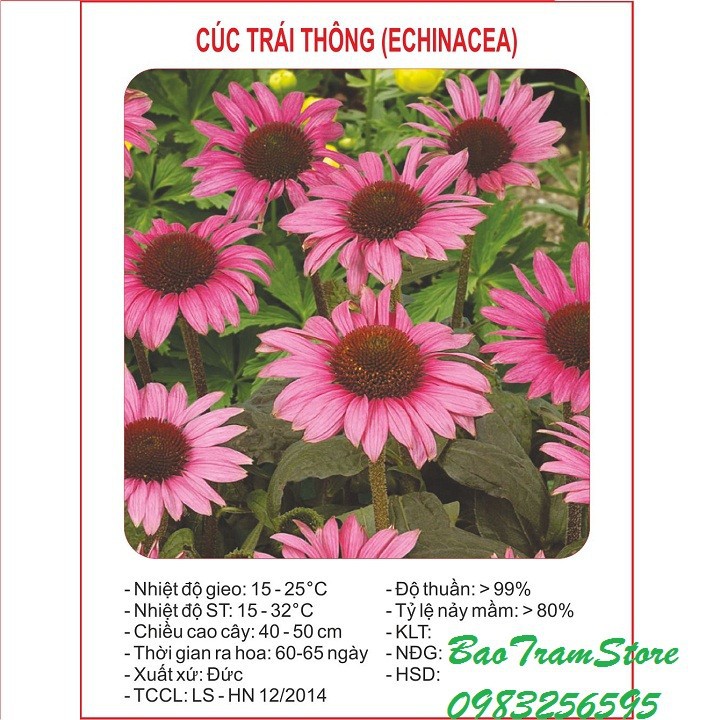 CÚC TRÁI THÔNG (ECHINACEA)
- Nhiệt độ gieo: 15 - 25°C
- Nhiệt độ ST: 15 - 32°C
- Chiều cao cây: 40 - 50 cm
- Thời gian ra hoa: 60-65 ngày
- Xuất xứ: Đức
- TCCL: LS - HN 12/2014
- Độ thuần: > 99%
- Tỷ lệ nảy mầm: > 80%
- KLT:
- NĐG:
- HSD:
BaoTramStore
0983256595